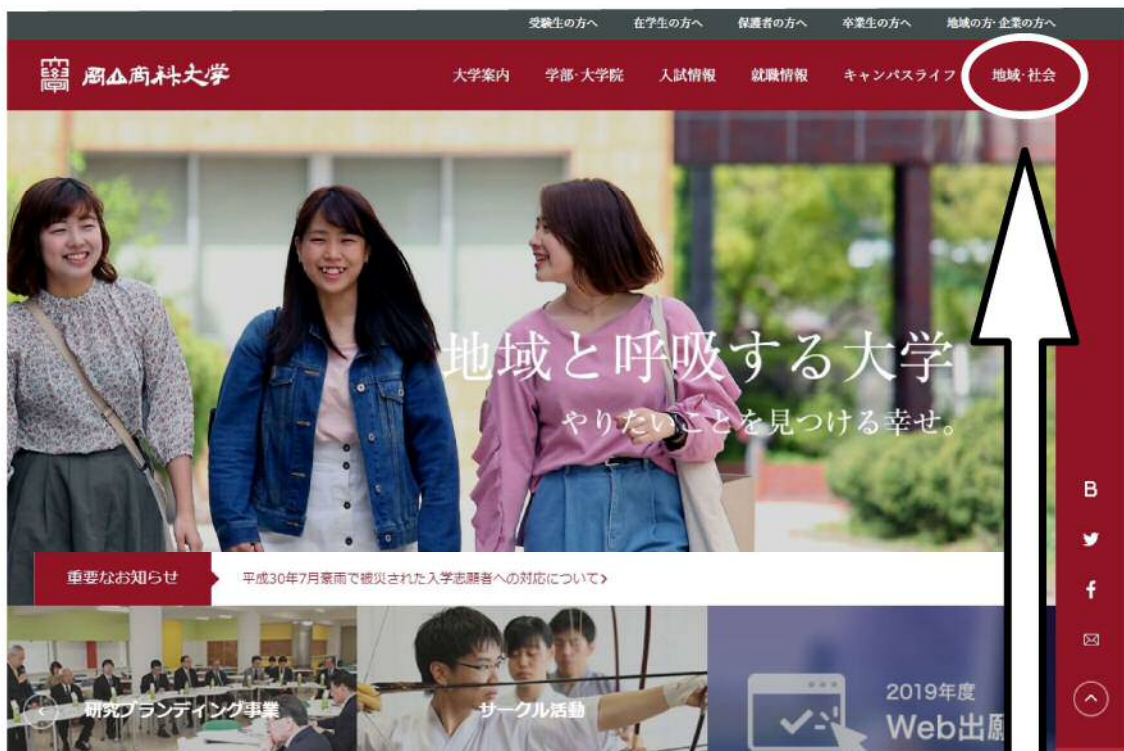 受験生の方へ 在学生の方へ 保護者の方へ 卒業生の方へ 地域の方・企業の方へ
岡山商科大学 大学案内 学部・大学院 入試情報 就職情報 キャンパスライフ 地域・社会
地域と呼吸する大学
やりたいことを見つける幸せ。
B
f
重要なお知らせ 平成30年7月豪雨で被災された入学志願者への対応について>
研究ブランディング事業 サークル活動 2019年度
Web出願